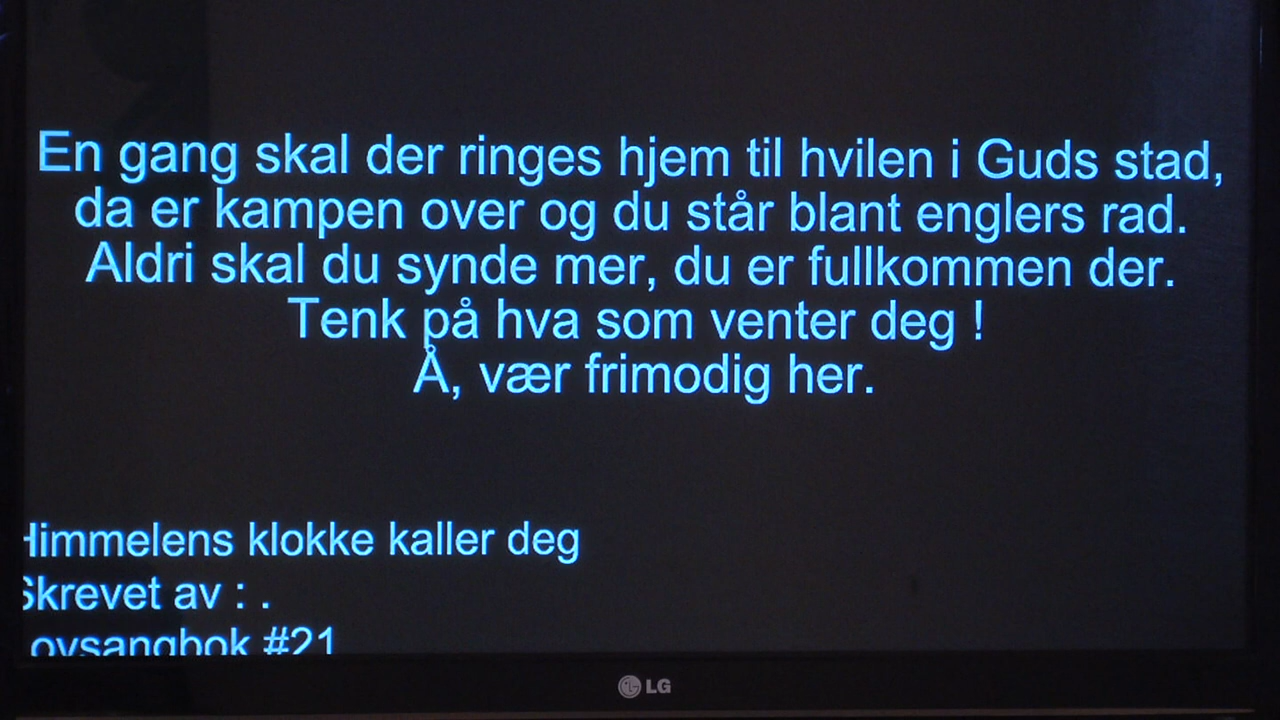 En gang skal der ringes hjem til hvilen i Guds stad,
da er kampen over og du står blant englers rad.
Aldri skal du synde mer, du er fullkommen der.
Tenk på hva som venter deg !
Å, vær frimodig her.
Himmelens klokke kaller deg
Skrevet av : .
ovsangbok #21
LG